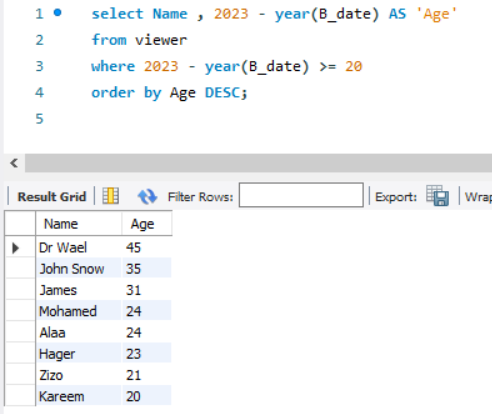 1 select Name , 2023 - year(B_date) AS 'Age'
2 from viewer
3 where 2023 - year(B_date) >= 20
4 order by Age DESC;
5
Result Grid Filter Rows: Export: Wrap
Name Age
Dr Wael 45
John Snow 35
James 31
Mohamed 24
Alaa 24
Hager 23
Zizo 21
Kareem 20